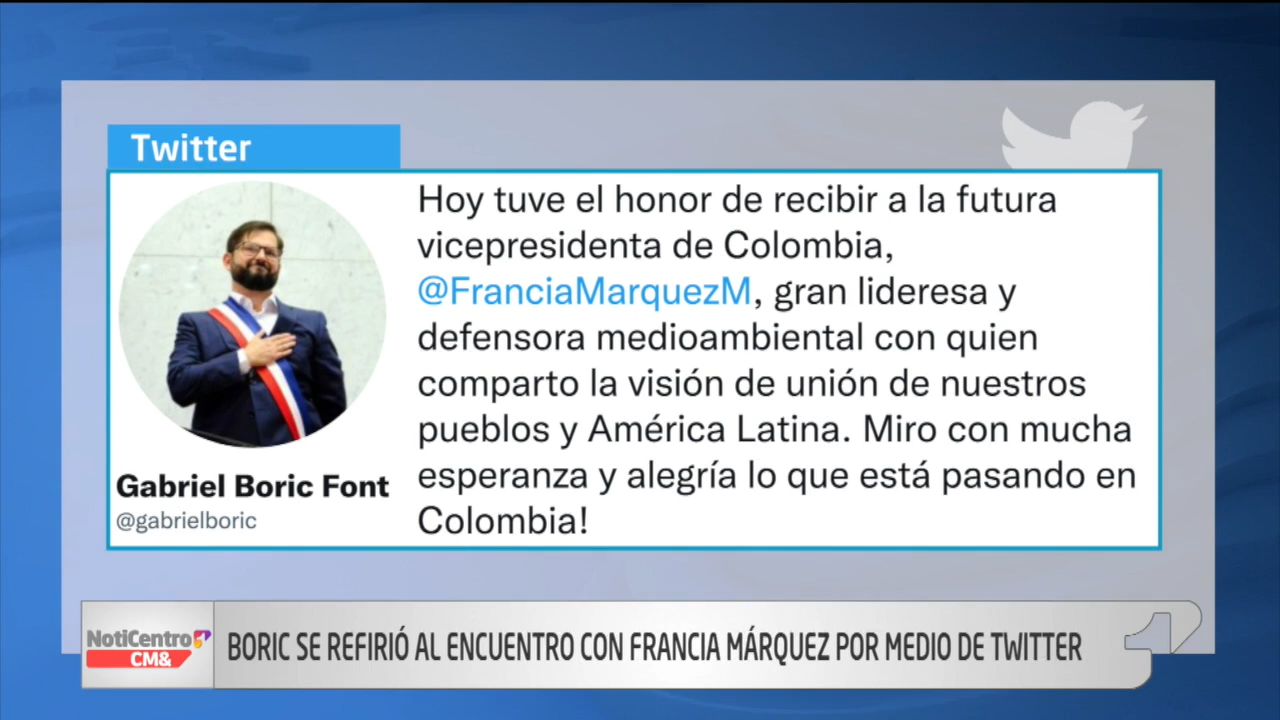 Twitter
Hoy tuve el honor de recibir a la futura
vicepresidenta de Colombia,
@FranciaMarquezM, gran lideresa y
defensora medioambiental con quien
comparto la visión de unión de nuestros
pueblos y América Latina. Miro con mucha
esperanza y alegría lo que está pasando en
Colombia!
Gabriel Boric Font
@gabrielboric
NotiCentro 1
CM&
BORIC SE REFIRIÓ AL ENCUENTRO CON FRANCIA MÁRQUEZ POR MEDIO DE TWITTER
1